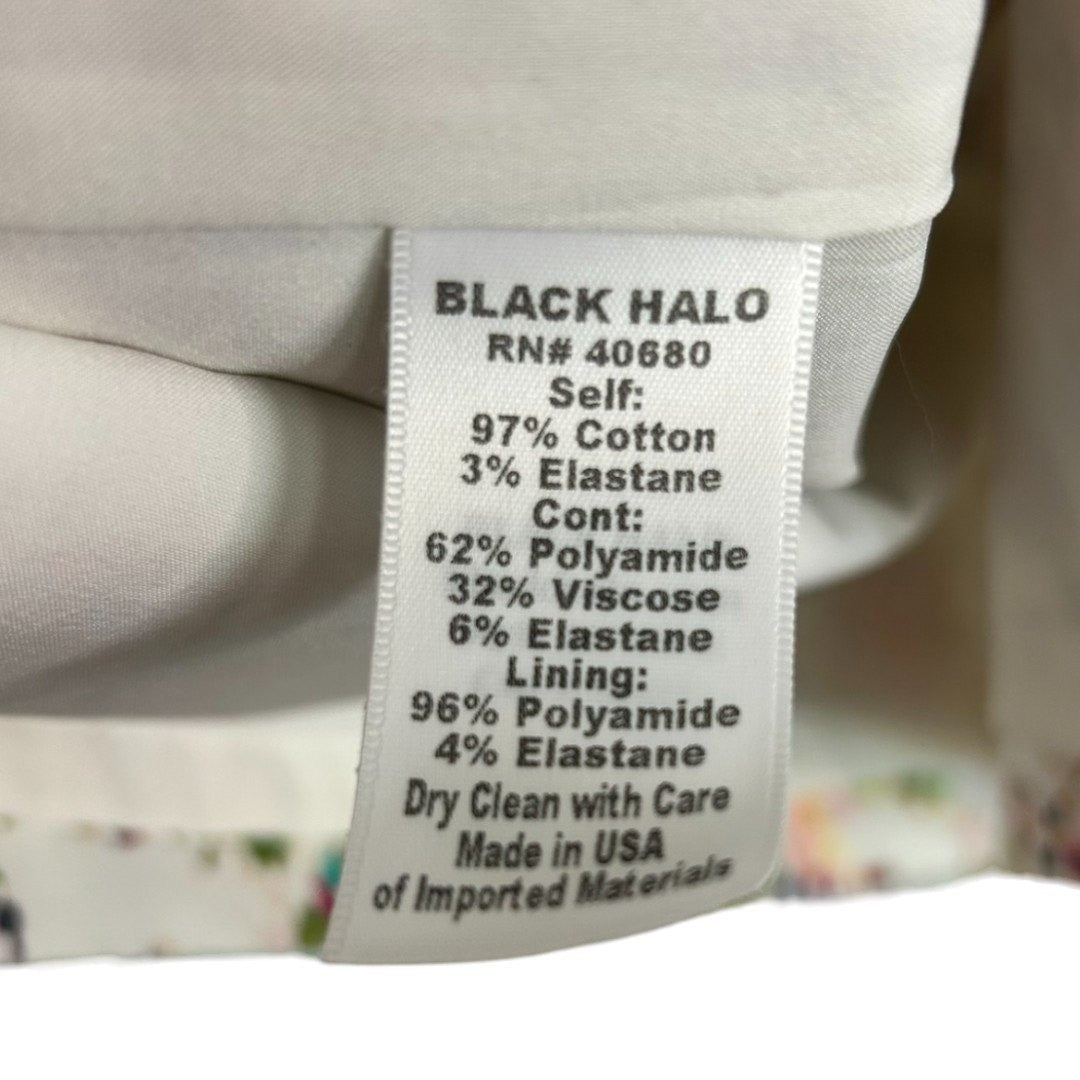 BLACK HALO
RN# 40680
Self:
97% Cotton
3% Elastane
Cont:
62% Polyamide
32% Viscose
6% Elastane
Lining:
96% Polyamide
4% Elastane
Dry Clean with Care
Made in USA
of Imported Materials